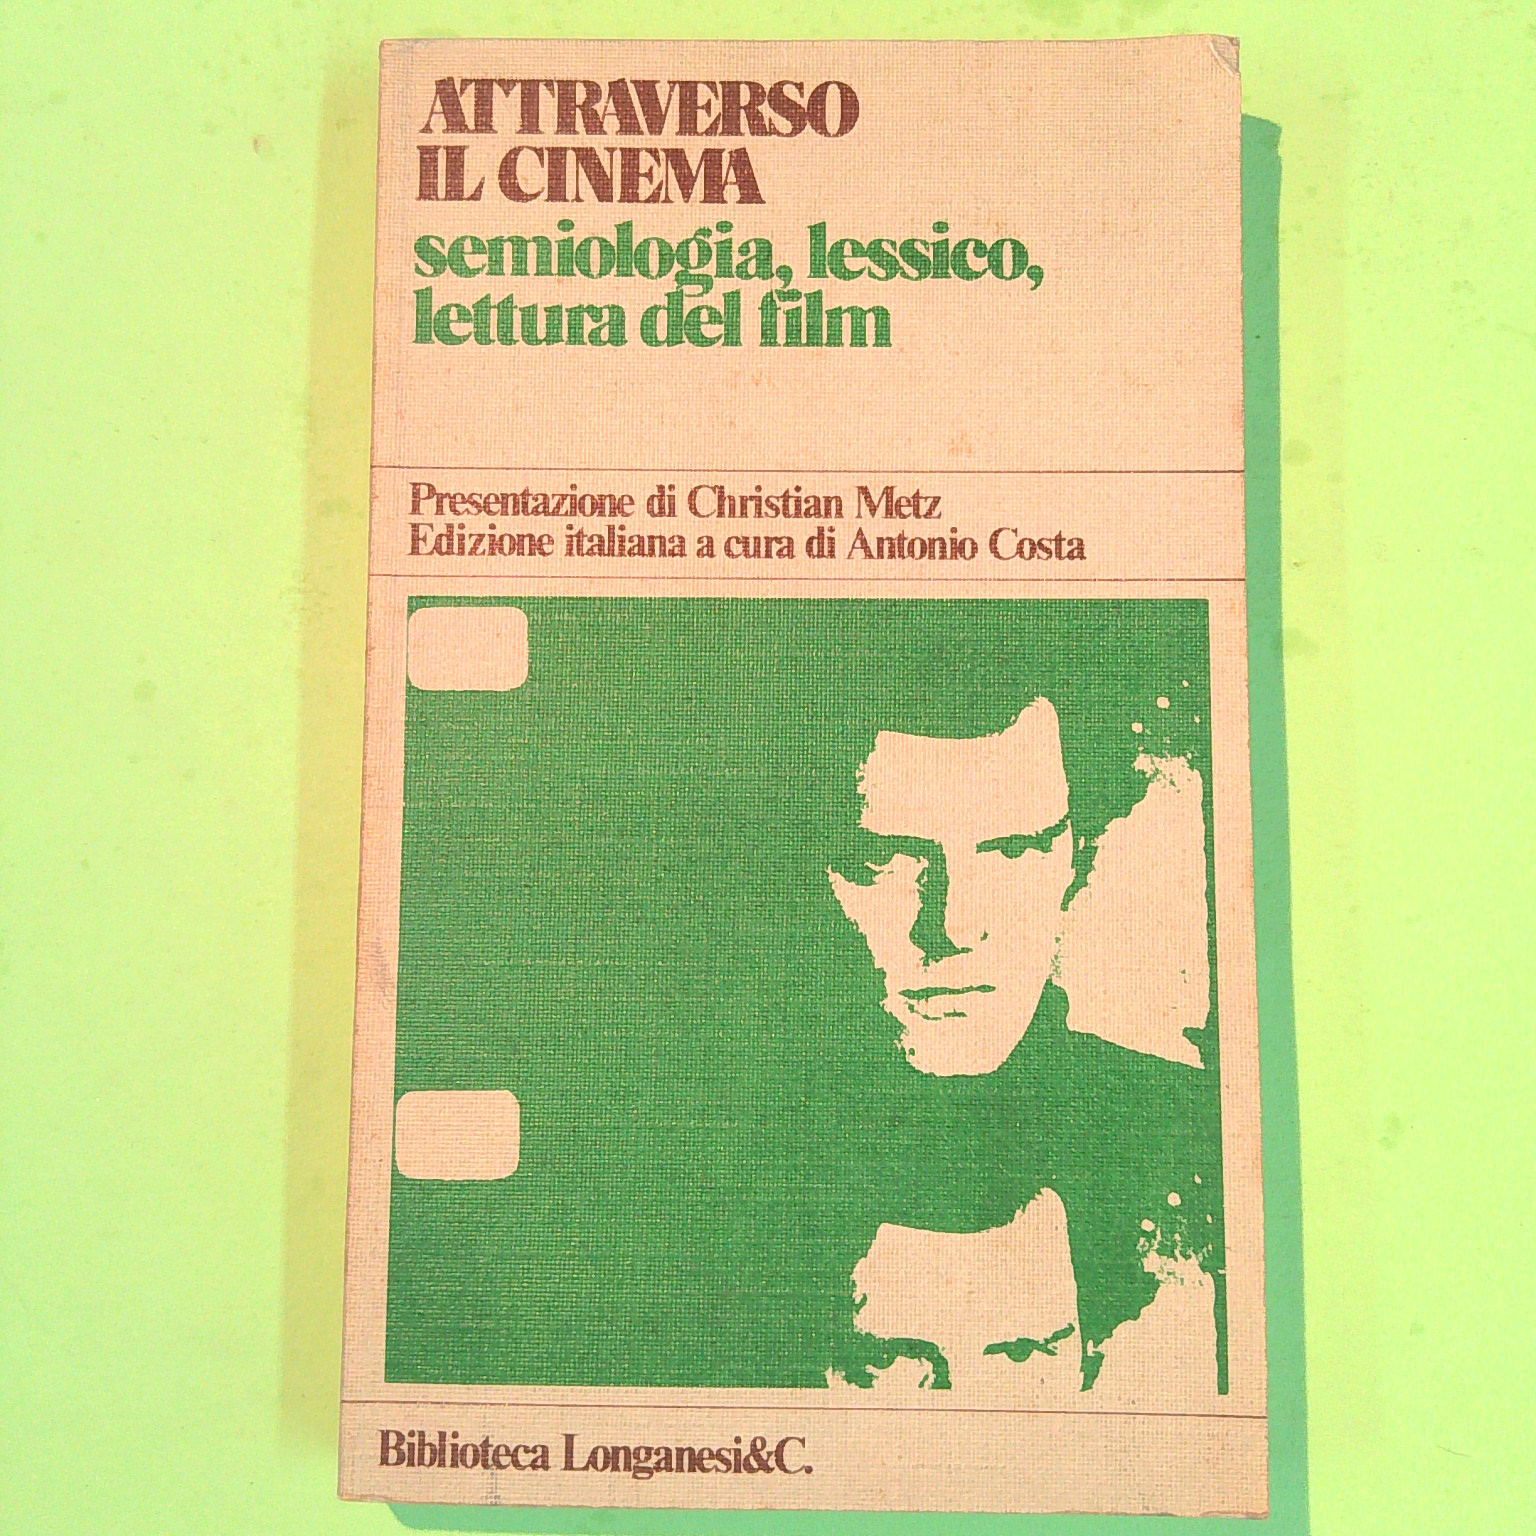 ATTRAVERSO
IL CINEMA
semiologia, lessico,
lettura del film
Presentazione di Christian Metz
Edizione italiana a cura di Antonio Costa
Biblioteca Longanesi&C.